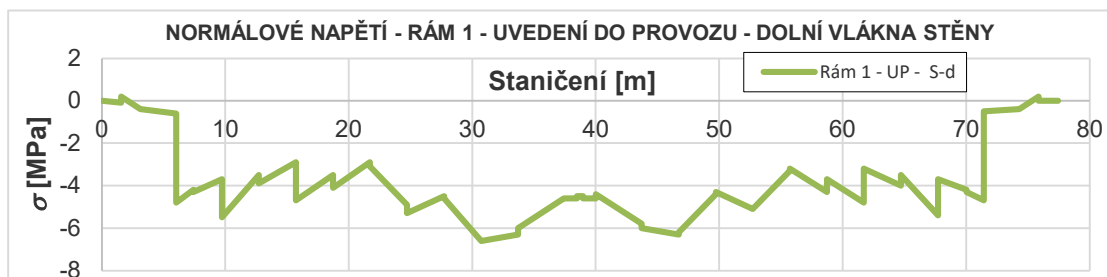 NORMÁLOVÉ NAPĚTÍ - RÁM 1 - UVEDENÍ DO PROVOZU - DOLNÍ VLÁKNA STĚNY
2
Staničení [m]
Rám 1 - UP - S-d
0
0 10 20 30 40 50 60 70 80
-2
-4
-6
-8
σ [MPa]